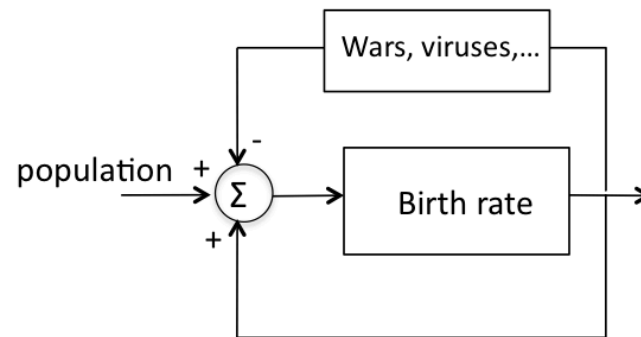 Wars, viruses,...
-
population +
Σ
Birth rate
+